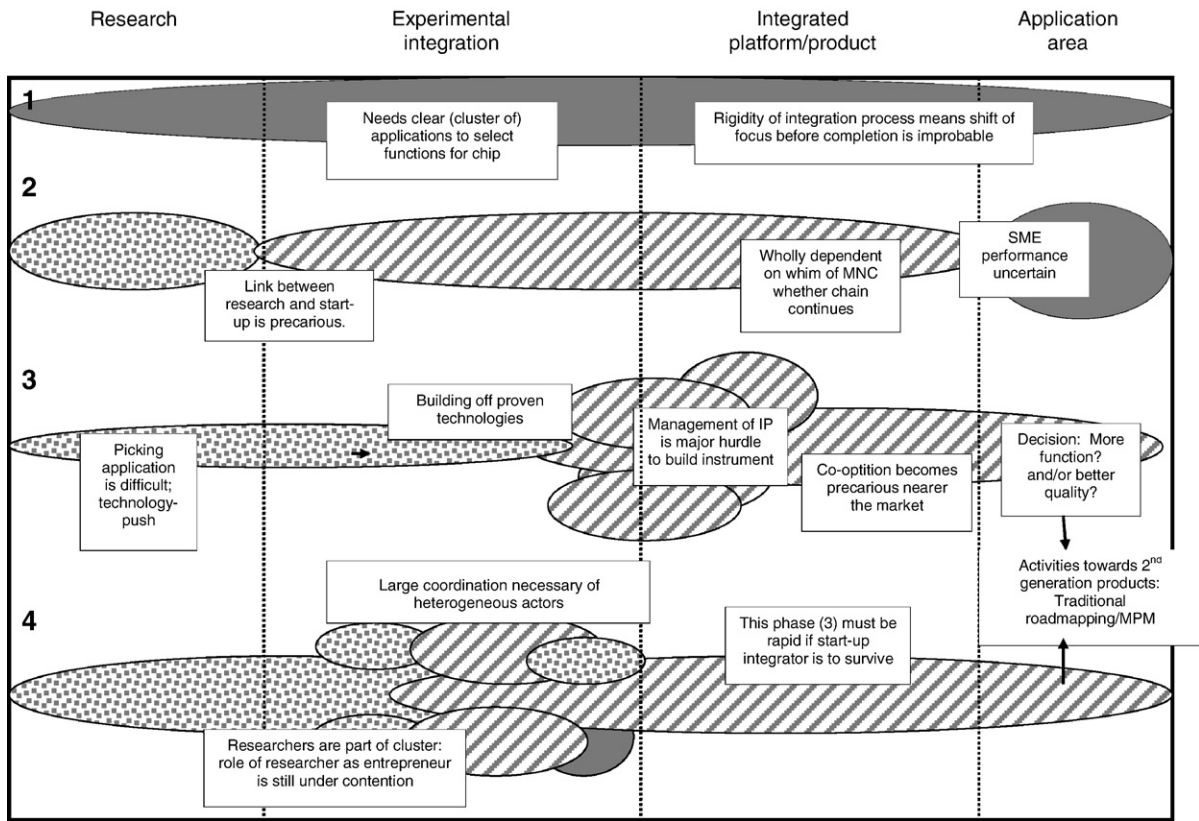 Research
Experimental
integration
Integrated
platform/product
Application
area
1
Needs clear (cluster of)
applications to select
functions for chip
Rigidity of integration process means shift of
focus before completion is improbable
2
Link between
research and start-
up is precarious.
Wholly dependent
on whim of MNC
whether chain
continues
SME
performance
uncertain
3
Picking
application
is difficult;
technology-
push
Building off proven
technologies
Management of IP
is major hurdle
to build instrument
Co-optition becomes
precarious nearer
the market
Decision: More
function?
and/or better
quality?
Activities towards 2nd
generation products:
Traditional
roadmapping/MPM
4
Large coordination necessary of
heterogeneous actors
This phase (3) must be
rapid if start-up
integrator is to survive
Researchers are part of cluster:
role of researcher as entrepreneur
is still under contention